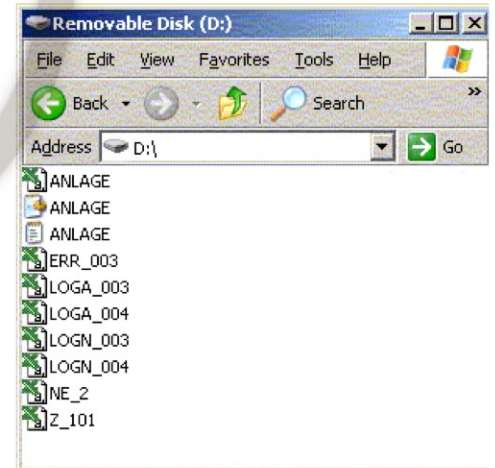 Removable Disk (D:)
File Edit View Favorites Tools Help
Back Search »
Address D:\ Go
ANLAGE
ANLAGE
ANLAGE
ERR_003
LOGA_003
LOGA_004
LOGN_003
LOGN_004
NE_2
Z_101